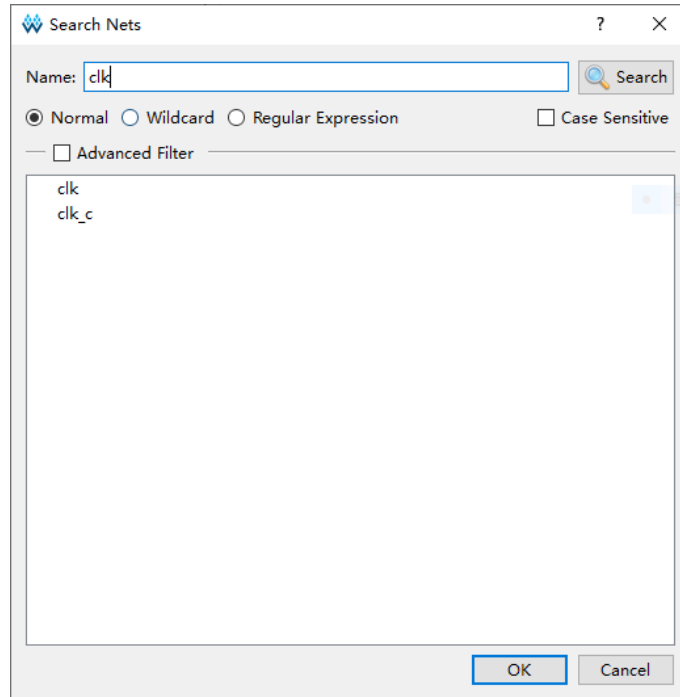 Search Nets ? ×
Name: clk Search
Normal Wildcard Regular Expression Case Sensitive
Advanced Filter
clk
clk_c
OK Cancel